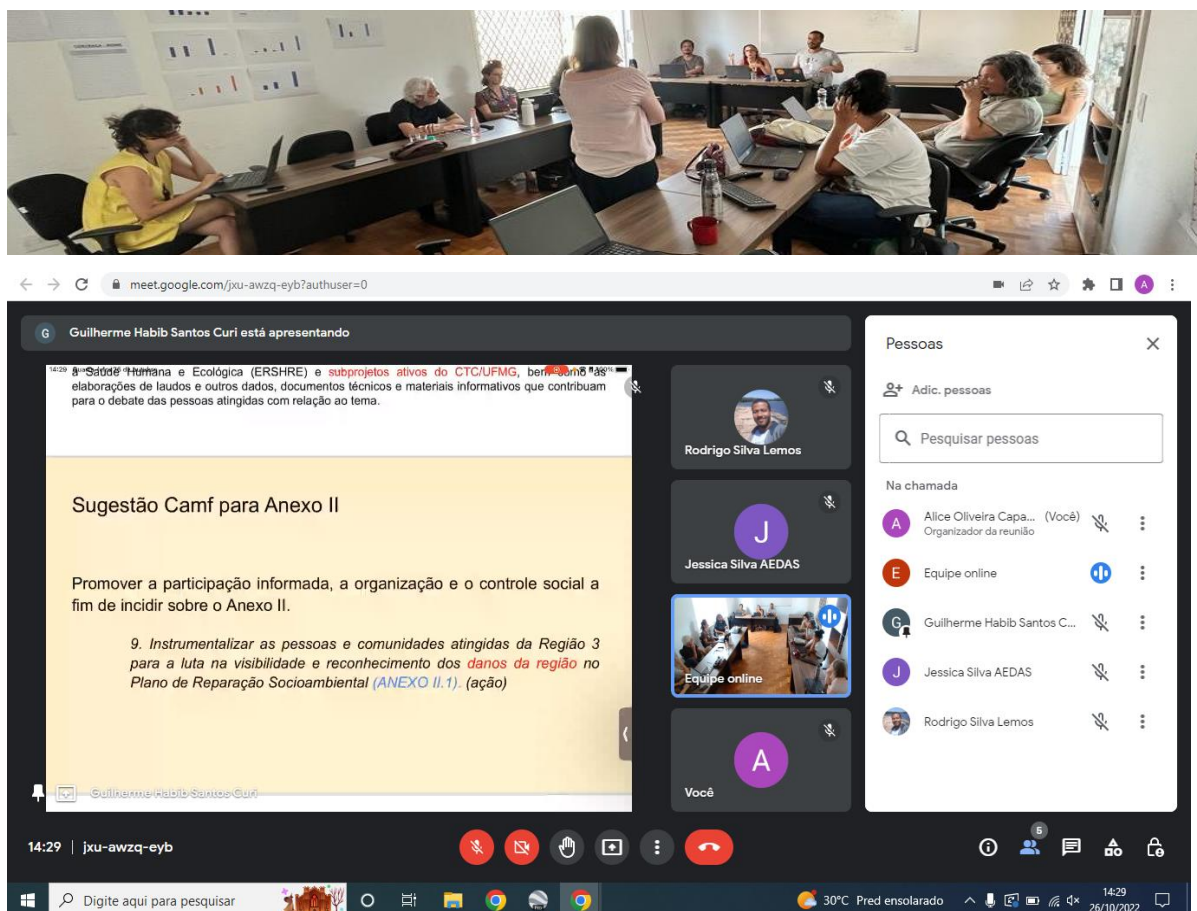 meet.google.com/jxu-awzq-eyb?authuser=0
A
G Guilherme Habib Santos Curi está apresentando
14:29
100%
à Saúde Humana e Ecológica (ERSHRE) e subprojetos ativos do CTC/UFMG, bem como as
elaborações de laudos e outros dados, documentos técnicos e materiais informativos que contribuam
para o debate das pessoas atingidas com relação ao tema.
Sugestão Camf para Anexo II
Promover a participação informada, a organização e o controle social a
fim de incidir sobre o Anexo II.
9. Instrumentalizar as pessoas e comunidades atingidas da Região 3
para a luta na visibilidade e reconhecimento dos danos da região no
Plano de Reparação Socioambiental (ANEXO II.1). (ação)
Guilherme Habib Santos Curi
Rodrigo Silva Lemos
J
Jessica Silva AEDAS
Equipe online
A
Você
Pessoas
Adic. pessoas
Pesquisar pessoas
Na chamada
A Alice Oliveira Capa... (Você)
Organizador da reunião
E Equipe online
G Guilherme Habib Santos C...
J Jessica Silva AEDAS
Rodrigo Silva Lemos
14:29 | jxu-awzq-eyb
5
Digite aqui para pesquisar
30°C Pred ensolarado
14:29
26/10/2022